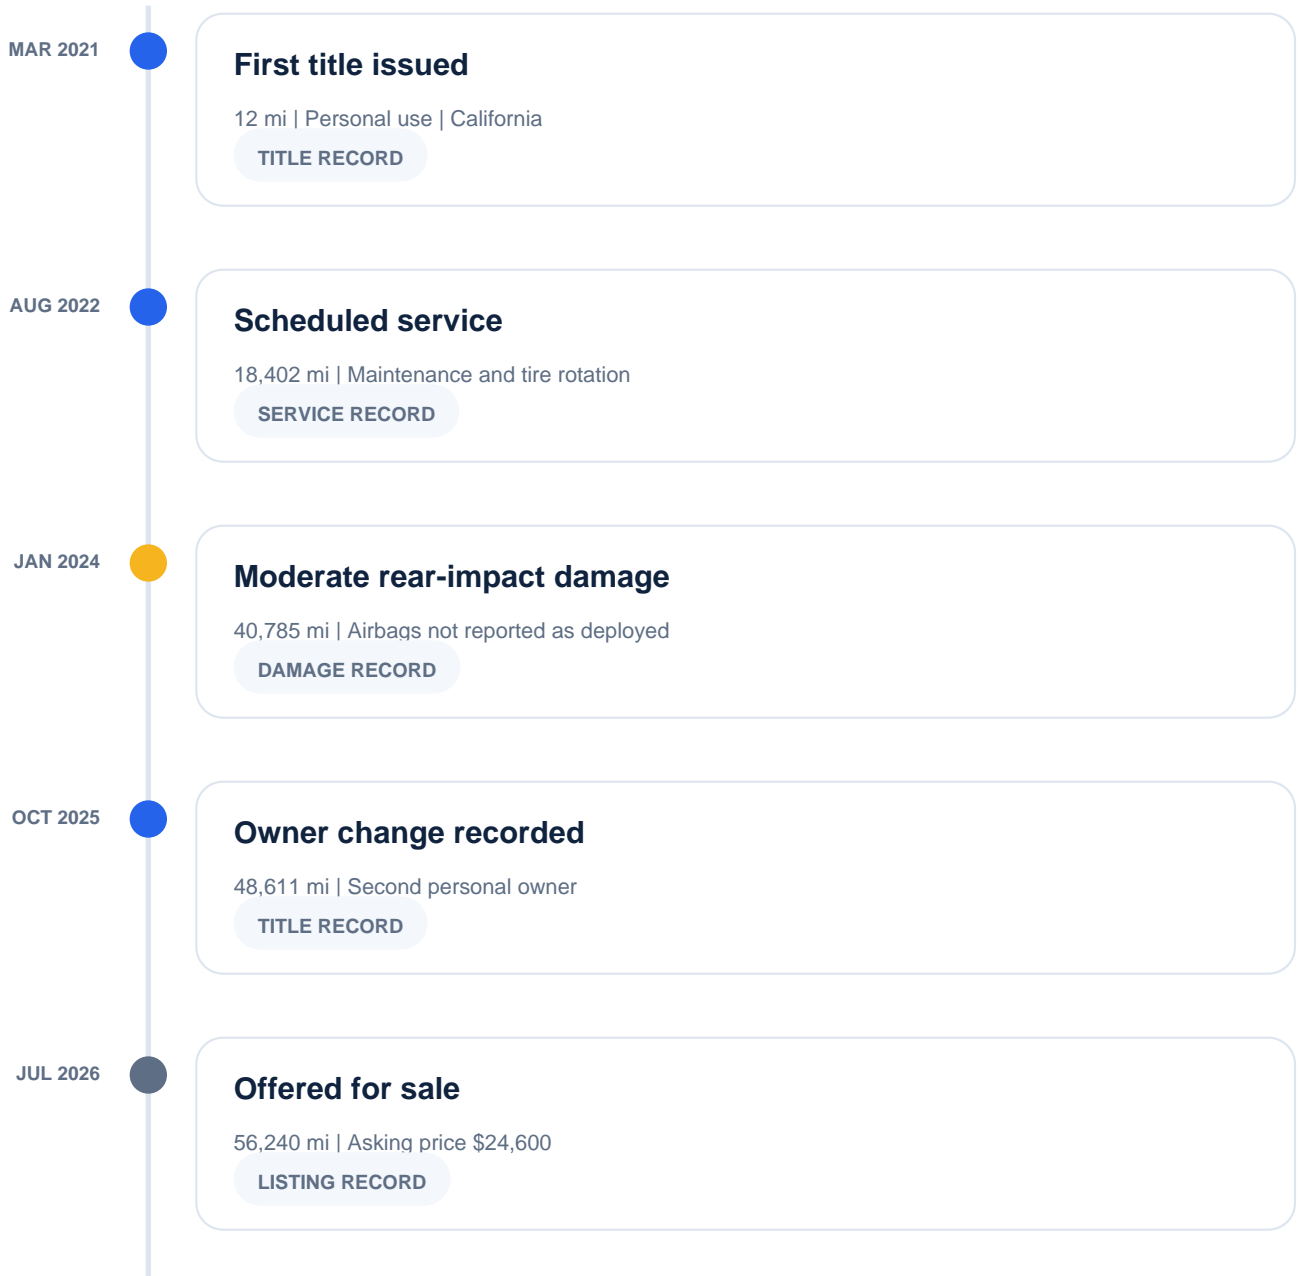 MAR 2021
First title issued
12 mi | Personal use | California
TITLE RECORD
AUG 2022
Scheduled service
18,402 mi | Maintenance and tire rotation
SERVICE RECORD
JAN 2024
Moderate rear-impact damage
40,785 mi | Airbags not reported as deployed
DAMAGE RECORD
OCT 2025
Owner change recorded
48,611 mi | Second personal owner
TITLE RECORD
JUL 2026
Offered for sale
56,240 mi | Asking price $24,600
LISTING RECORD